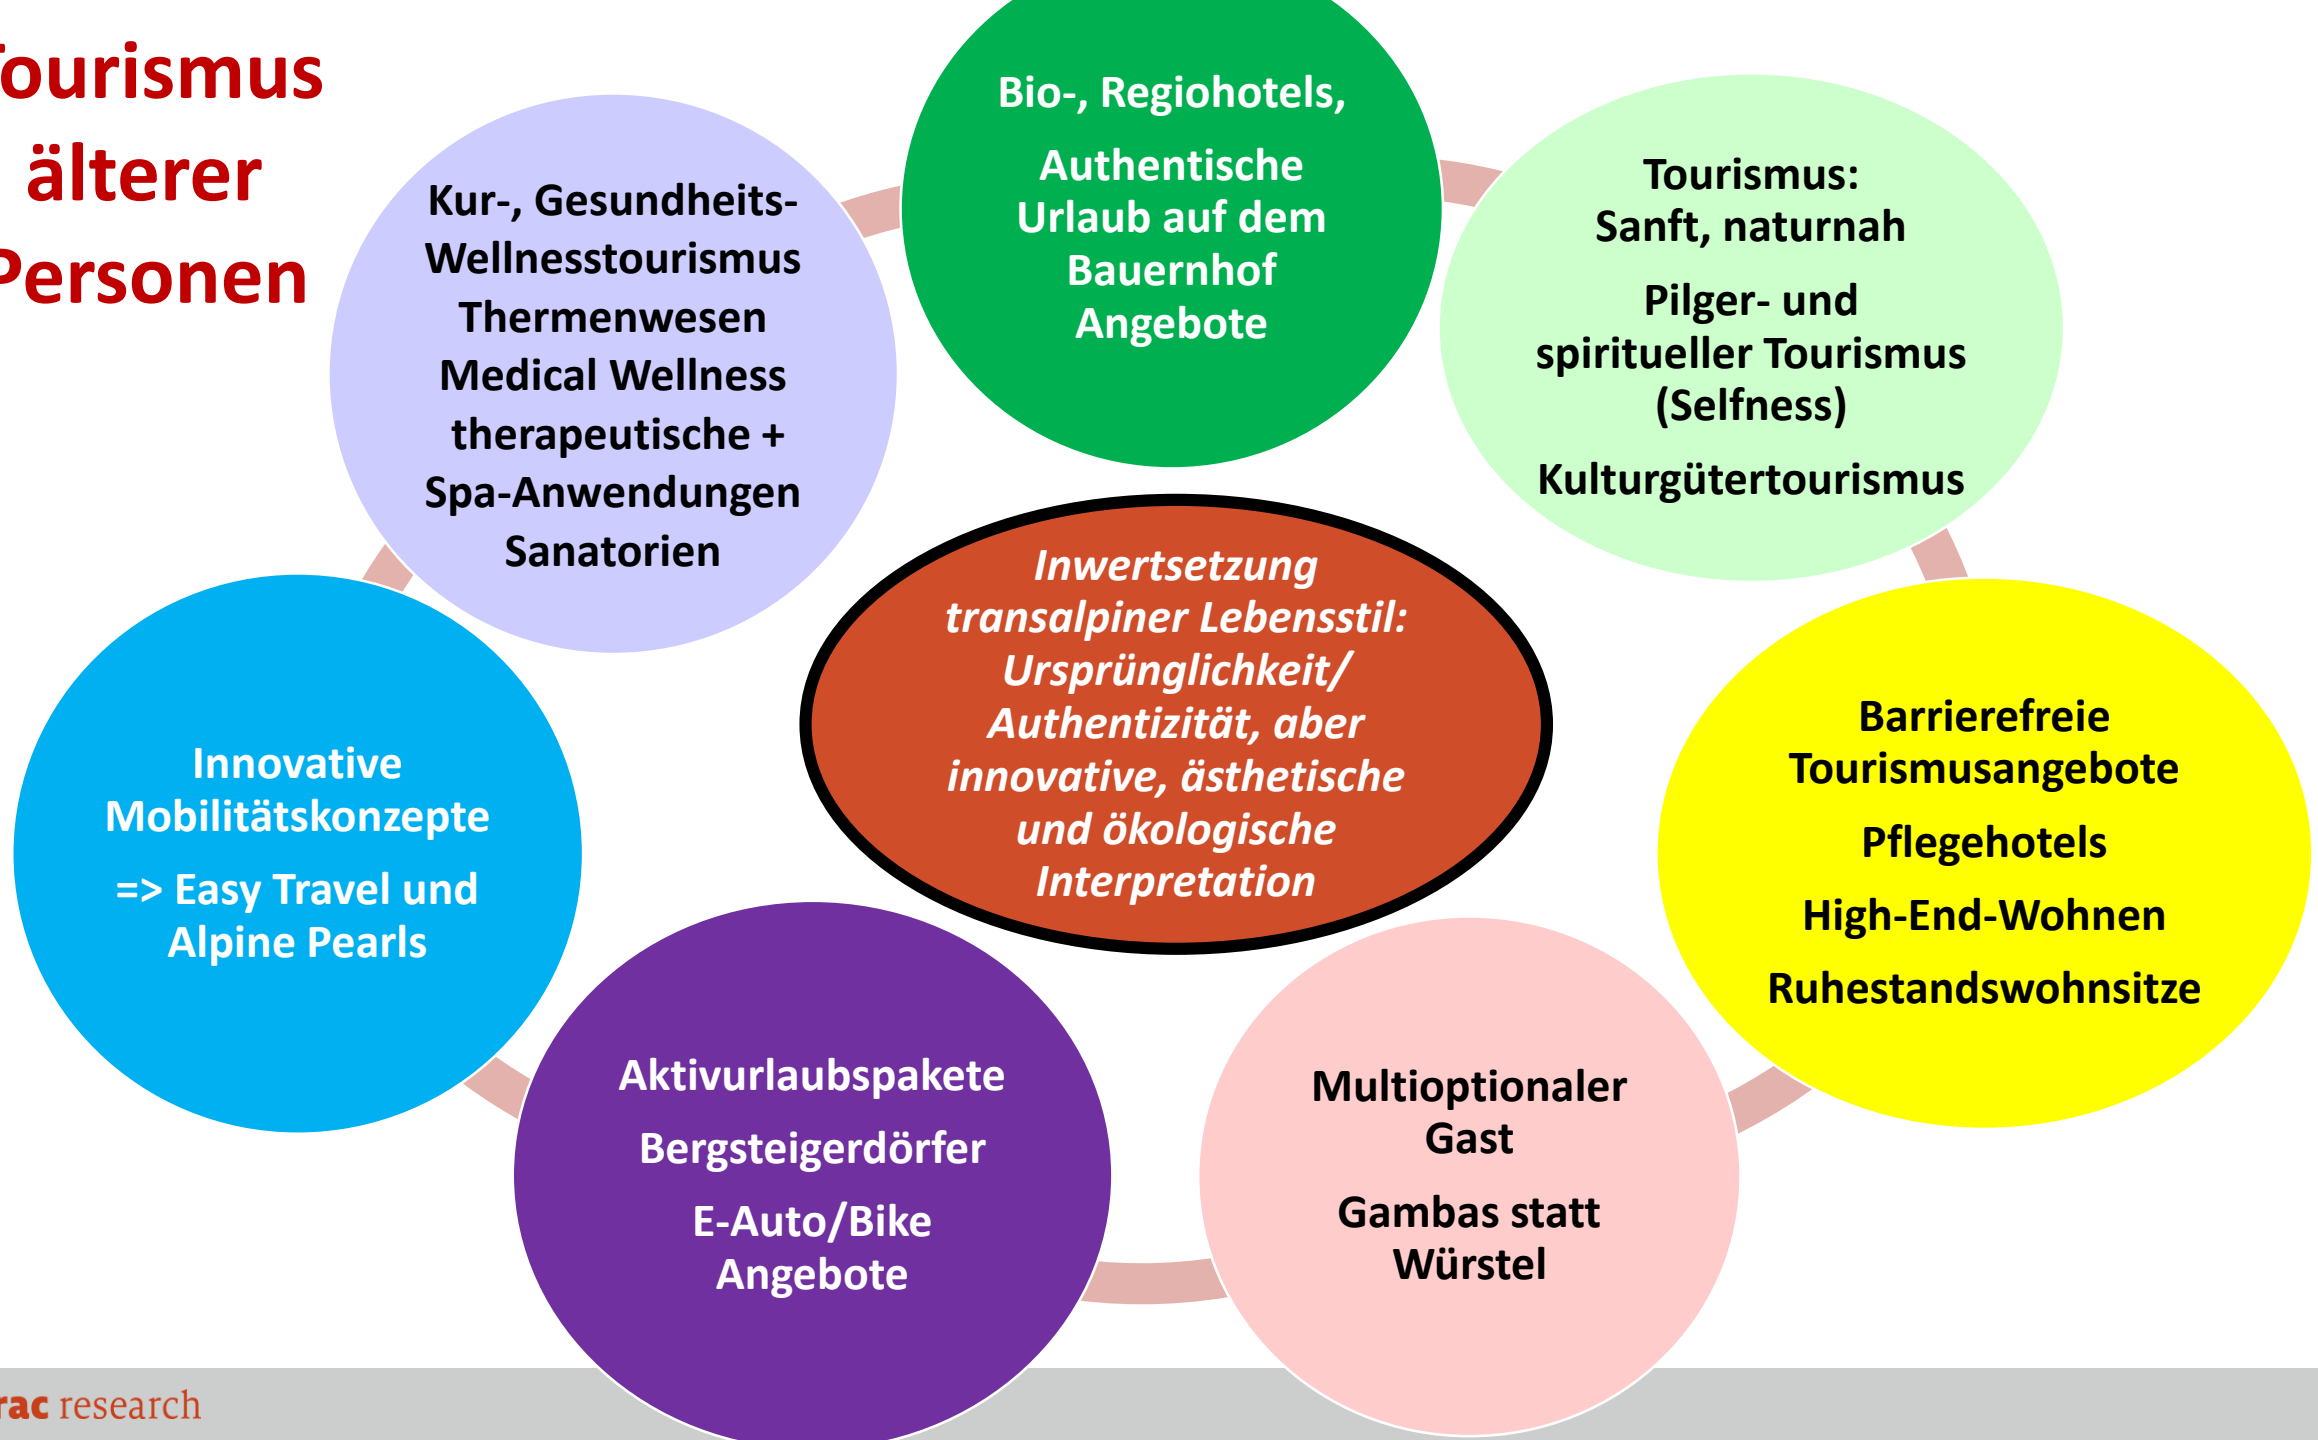 ourismus
älterer
Personen
Bio-, Regiohotels,
Authentische
Urlaub auf dem
Bauernhof
Angebote
Tourismus:
Sanft, naturnah
Pilger- und
spiritueller Tourismus
(Selfness)
Kulturgütertourismus
Barrierefreie
Tourismusangebote
Pflegehotels
High-End-Wohnen
Ruhestandswohnsitze
Multioptionaler
Gast
Gambas statt
Würstel
Aktivurlaubspakete
Bergsteigerdörfer
E-Auto/Bike
Angebote
Innovative
Mobilitätskonzepte
=> Easy Travel und
Alpine Pearls
Kur-, Gesundheits-
Wellnesstourismus
Thermenwesen
Medical Wellness
therapeutische +
Spa-Anwendungen
Sanatorien
Inwertsetzung
transalpiner Lebensstil:
Ursprünglichkeit/
Authentizität, aber
innovative, ästhetische
und ökologische
Interpretation
rac research